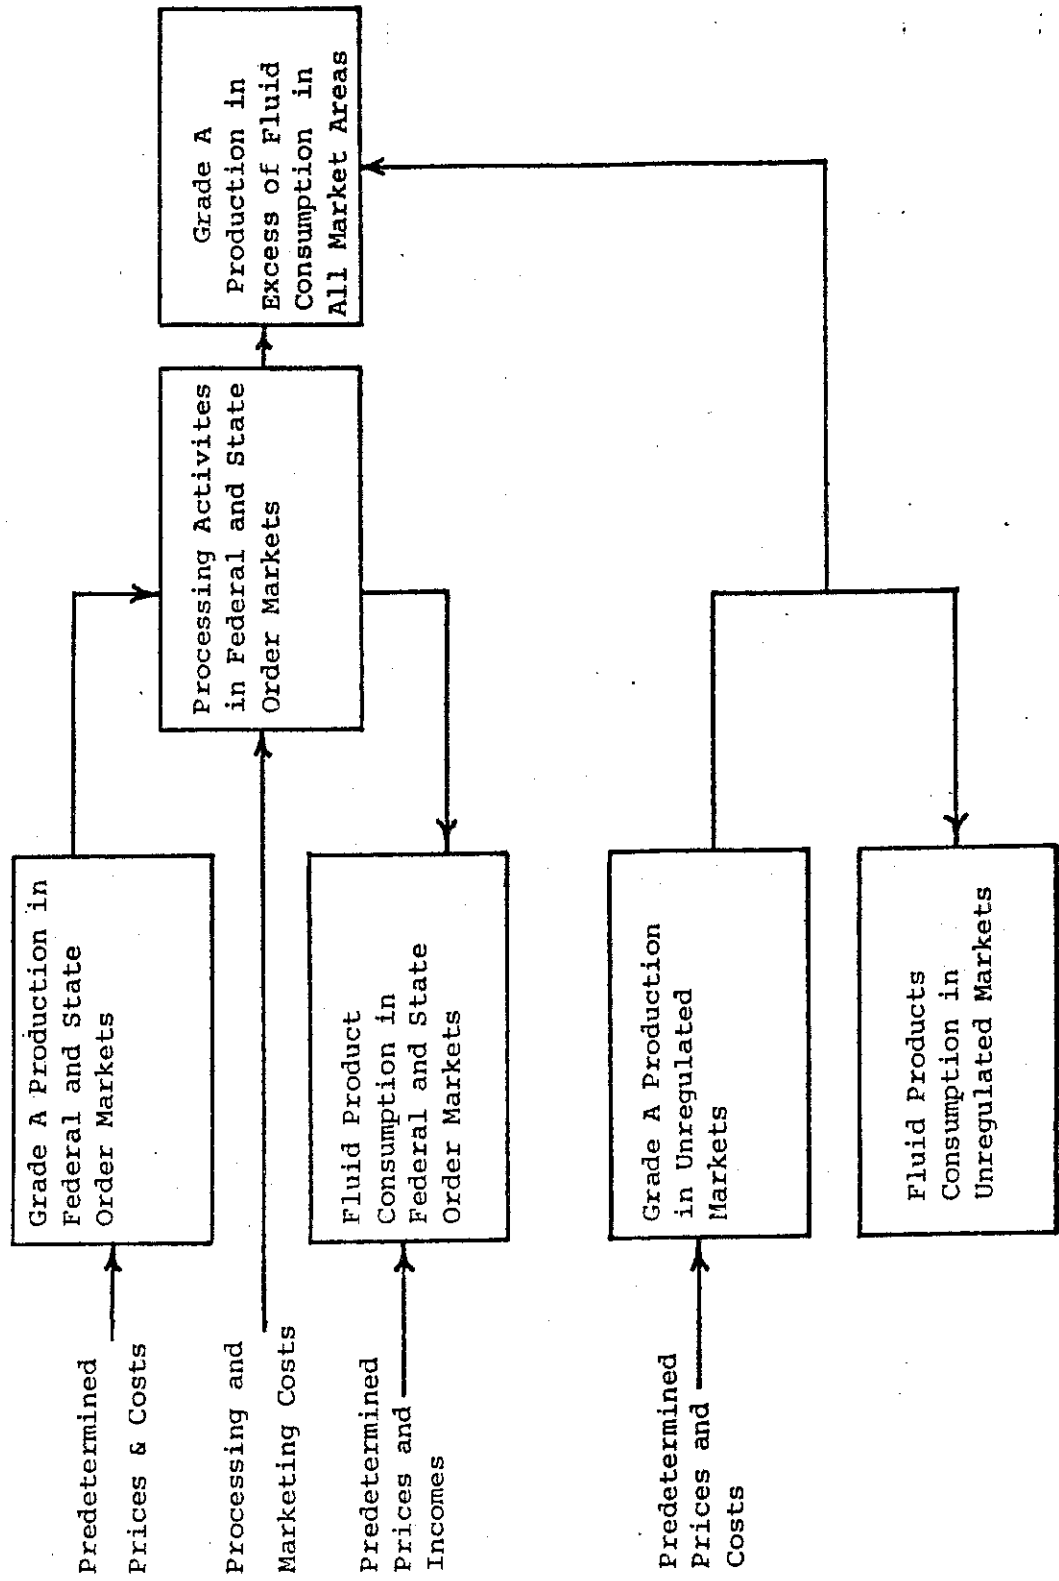 Predetermined
Prices & Costs
Grade A Production in
Federal and State
Order Markets
Processing and
Marketing Costs
Processing Activites
in Federal and State
Order Markets
Grade A
Production in
Excess of Fluid
Consumption in
All Market Areas
Predetermined
Prices and
Incomes
Fluid Product
Consumption in
Federal and State
Order Markets
Predetermined
Prices and
Costs
Grade A Production
in Unregulated
Markets
Fluid Products
Consumption in
Unregulated Markets